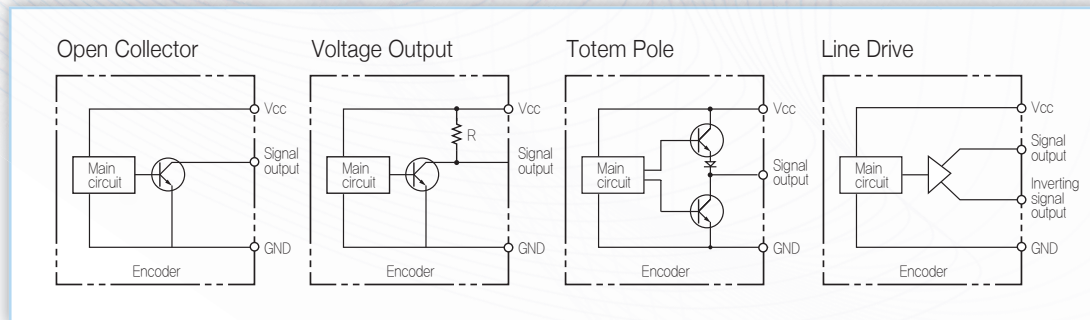 Open Collector
Vcc
Main
circuit
Signal
output
GND
Encoder
Voltage Output
Vcc
R
Main
circuit
Signal
output
GND
Encoder
Totem Pole
Vcc
Main
circuit
Signal
output
GND
Encoder
Line Drive
Vcc
Main
circuit
Signal
output
Inverting
signal
output
GND
Encoder